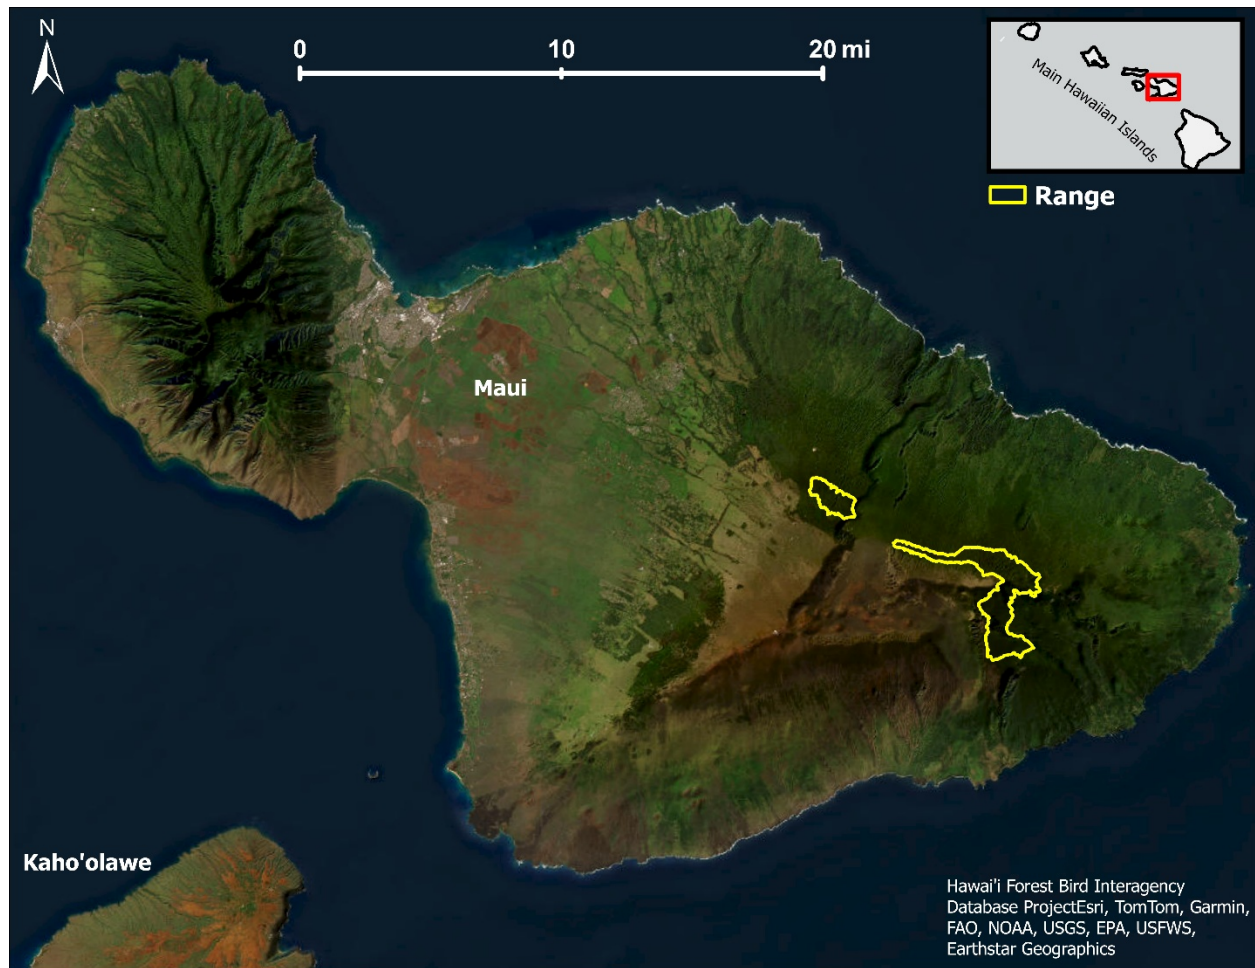 N
0 10 20 mi
Main Hawaiian Islands
Range
Maui
Kaho'olawe
Hawai'i Forest Bird Interagency
Database ProjectEsri, TomTom, Garmin,
FAO, NOAA, USGS, EPA, USFWS,
Earthstar Geographics